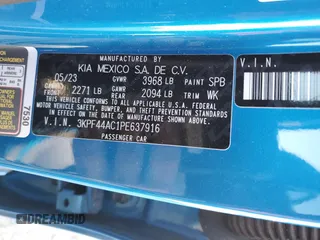 MANUFACTURED BY
KIA MEXICO S.A. DE C.V.
05/23 GVWR 3968 LB PAINT SPB
GAWR FRONT 2271 LB GAWR REAR 2094 LB TRIM WK
THIS VEHICLE CONFORMS TO ALL APPLICABLE U.S. FEDERAL
MOTOR VEHICLE SAFETY, BUMPER, AND THEFT PREVENTION STANDARDS
IN EFFECT ON THE DATE OF MANUFACTURE SHOWN ABOVE.
V.I.N. 3KPF44AC1PE637916
PASSENGER CAR
V.I.N.
V.I.N.
7530
DREAMBID